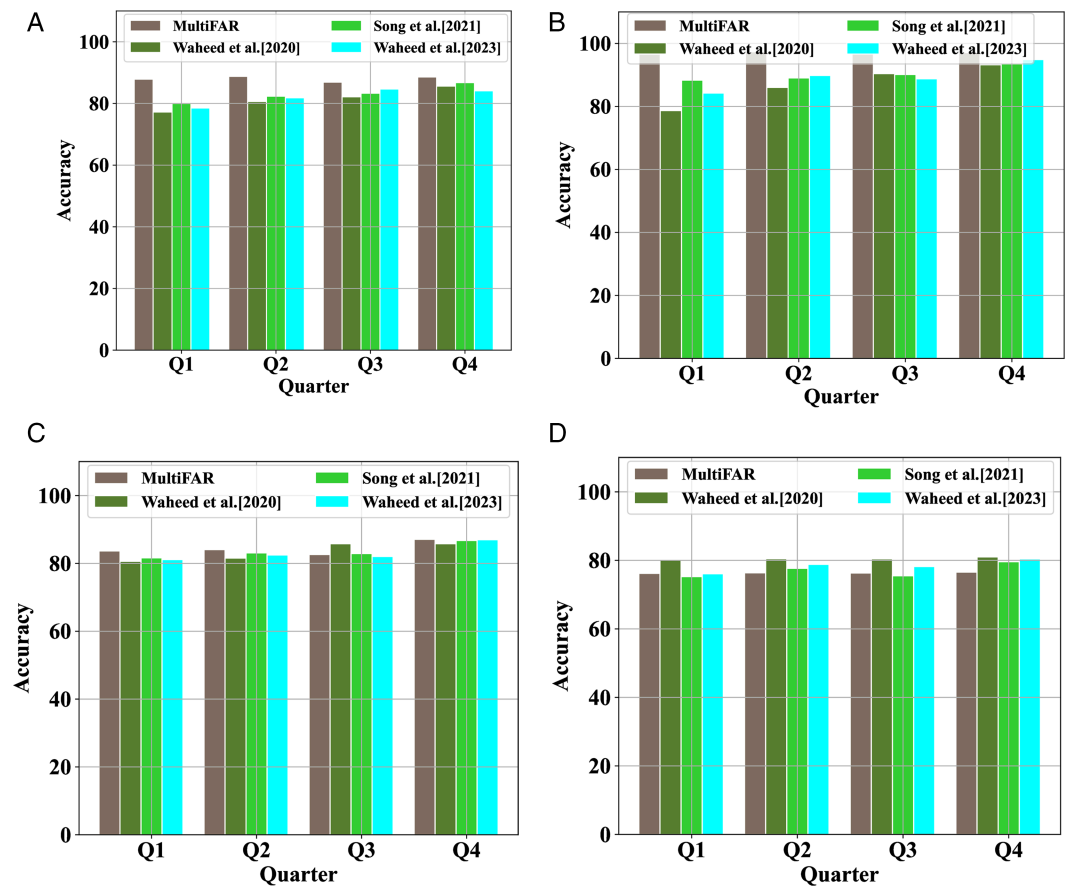 A
MultiFAR Song et al.[2021]
Waheed et al.[2020] Waheed et al.[2023]
100
80
60
40
20
0
Accuracy
Q1 Q2 Q3 Q4
Quarter
B
MultiFAR Song et al.[2021]
Waheed et al.[2020] Waheed et al.[2023]
100
80
60
40
20
0
Accuracy
Q1 Q2 Q3 Q4
Quarter
C
MultiFAR Song et al.[2021]
Waheed et al.[2020] Waheed et al.[2023]
100
80
60
40
20
0
Accuracy
Q1 Q2 Q3 Q4
Quarter
D
MultiFAR Song et al.[2021]
Waheed et al.[2020] Waheed et al.[2023]
100
80
60
40
20
0
Accuracy
Q1 Q2 Q3 Q4
Quarter